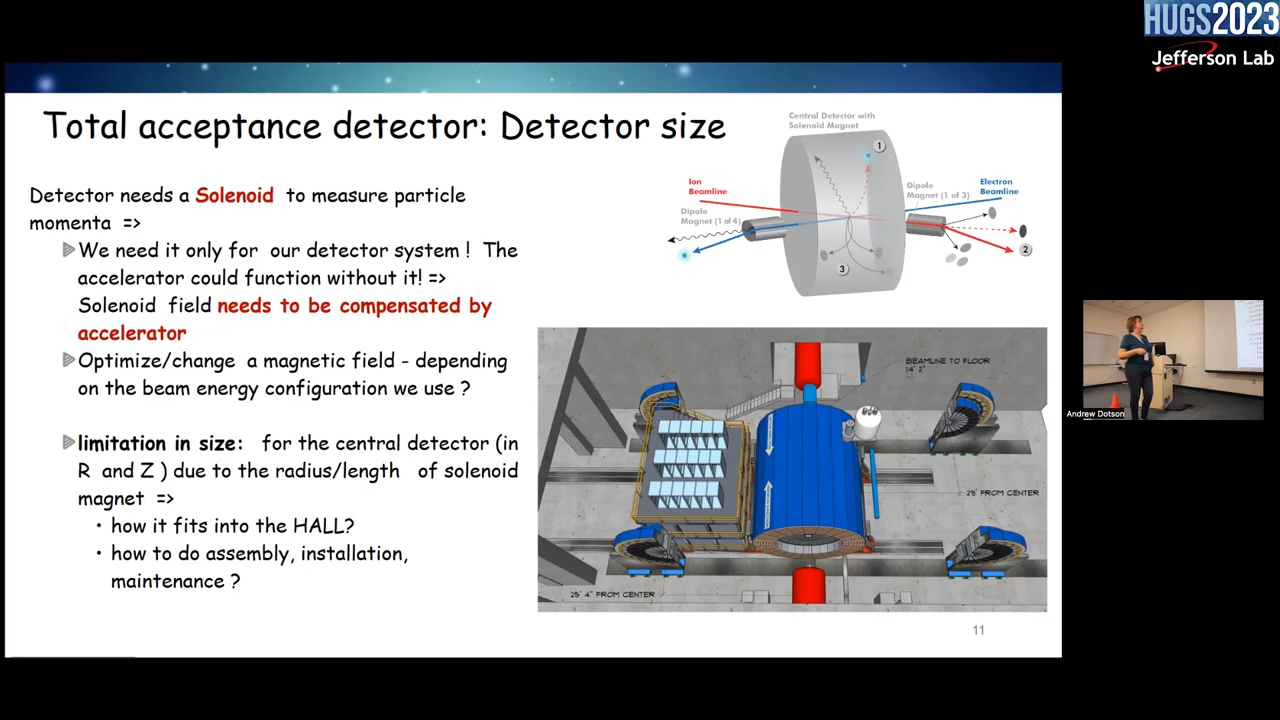 HUGS2023
Jefferson Lab
Total acceptance detector: Detector size
Detector needs a Solenoid to measure particle
momenta =>
We need it only for our detector system ! The
accelerator could function without it! =>
Solenoid field needs to be compensated by
accelerator
Optimize/change a magnetic field - depending
on the beam energy configuration we use ?
limitation in size: for the central detector (in
R and Z ) due to the radius/length of solenoid
magnet =>
• how it fits into the HALL?
• how to do assembly, installation,
maintenance ?
Central Detector with
Solenoid Magnet
1
Ion
Beamline
Dipole
Magnet (1 of 4)
Dipole
Magnet (1 of 3)
Electron
Beamline
2
3
BEAMLINE TO FLOOR
14' 2"
25' FROM CENTER
25' 4" FROM CENTER
11
Andrew Dotson